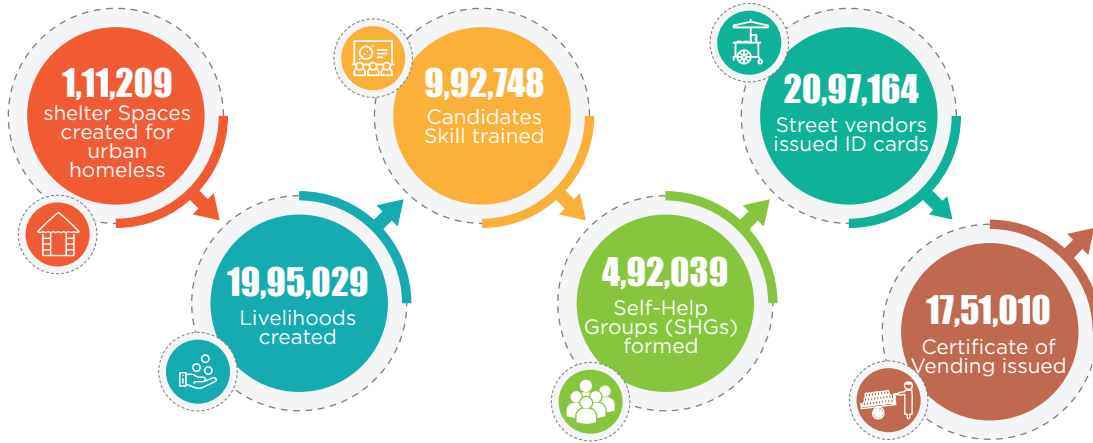 1,11,209
shelter Spaces
created for
urban
homeless
19,95,029
Livelihoods
created
9,92,748
Candidates
Skill trained
4,92,039
Self-Help
Groups (SHGs)
formed
20,97,164
Street vendors
issued ID cards
17,51,010
Certificate of
Vending issued